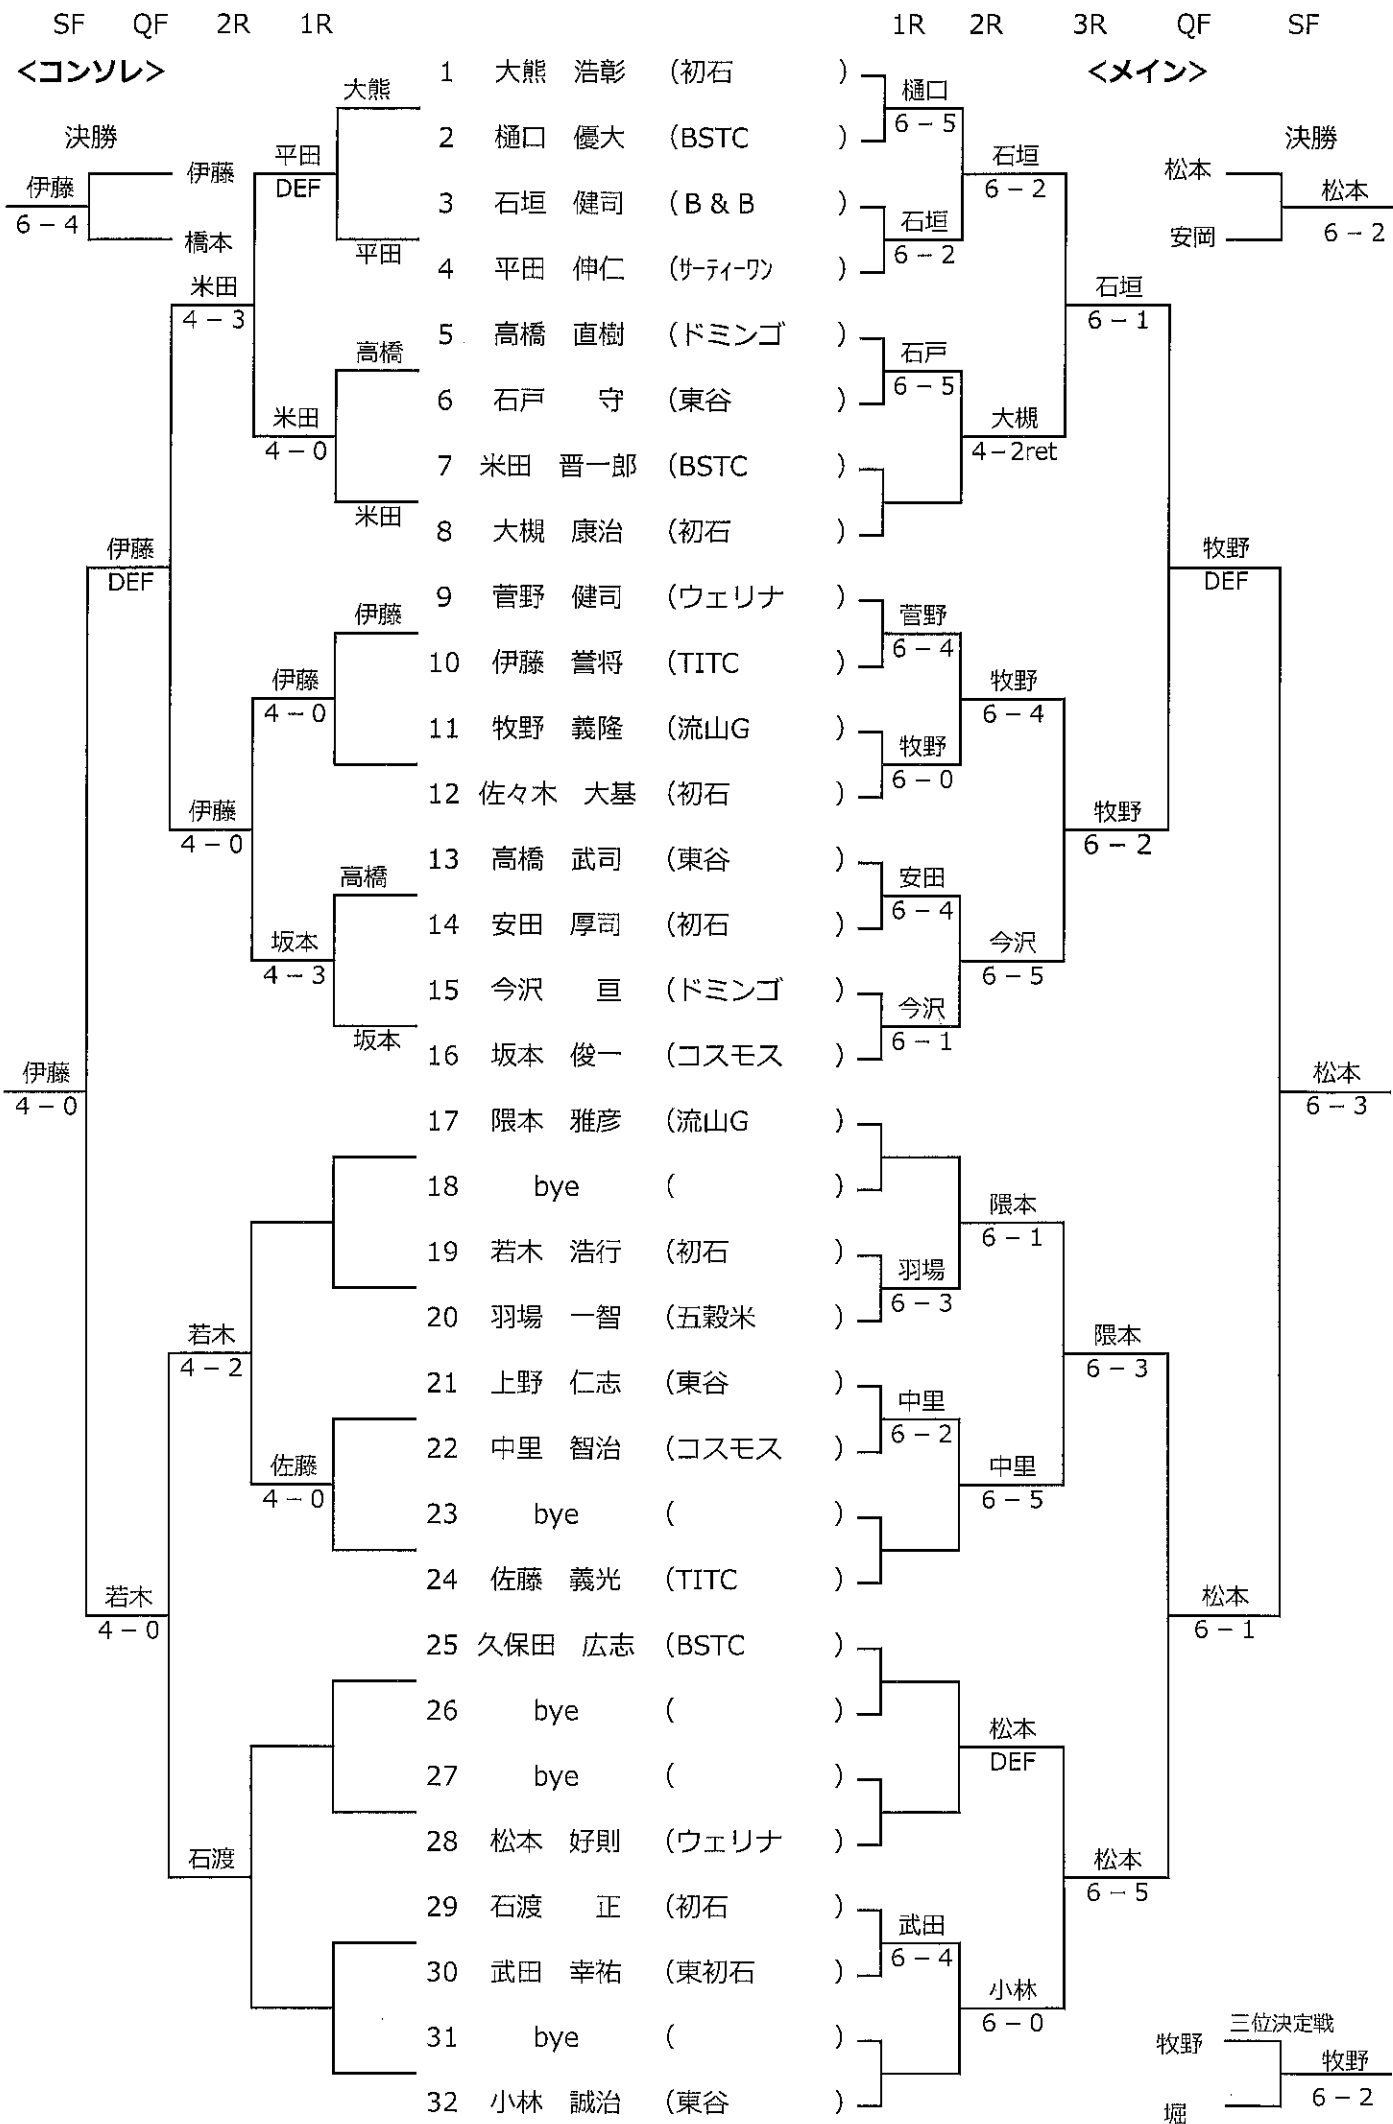 SF QF 2R 1R 1R 2R 3R QF SF
<コンソレ> 1 大熊 浩彰 (初石 ) <メイン>
大熊 樋口
6-5
決勝 2 樋口 優大 (BSTC ) 決勝
平田 DEF 石垣 6-2
伊藤 伊藤 松本 松本
6-4 3 石垣 健司 (B&B ) 6-2
橋本 平田 石垣 6-2 安岡
4 平田 伸仁 (サーティーワン )
米田 4-3 石垣 6-1
5 高橋 直樹 (ドミンゴ )
高橋 石戸 6-5
6 石戸 守 (東谷 )
米田 4-0 大槻 4-2ret
7 米田 晋一郎 (BSTC )
米田
8 大槻 康治 (初石 )
伊藤 DEF 牧野 DEF
9 菅野 健司 (ウェリナ )
伊藤 菅野 6-4
10 伊藤 誉将 (TITC )
伊藤 4-0 牧野 6-4
11 牧野 義隆 (流山G )
牧野 6-0
12 佐々木 大基 (初石 )
伊藤 4-0 牧野 6-2
13 高橋 武司 (東谷 )
高橋 安田 6-4
14 安田 厚司 (初石 )
坂本 4-3 今沢 6-5
15 今沢 亘 (ドミンゴ )
坂本 今沢 6-1
16 坂本 俊一 (コスモス )
伊藤 4-0 松本 6-3
17 隈本 雅彦 (流山G )
18 bye ( )
隈本 6-1
19 若木 浩行 (初石 )
羽場 6-3
20 羽場 一智 (五穀米 )
若木 4-2 隈本 6-3
21 上野 仁志 (東谷 )
中里 6-2
22 中里 智治 (コスモス )
佐藤 4-0 中里 6-5
23 bye ( )
24 佐藤 義光 (TITC )
若木 4-0 松本 6-1
25 久保田 広志 (BSTC )
26 bye ( )
松本 DEF
27 bye ( )
28 松本 好則 (ウェリナ )
石渡 松本 6-5
29 石渡 正 (初石 )
武田 6-4
30 武田 幸祐 (東初石 )
小林 6-0
三位決定戦
31 bye ( ) 牧野 牧野
6-2
32 小林 誠治 (東谷 ) 堀